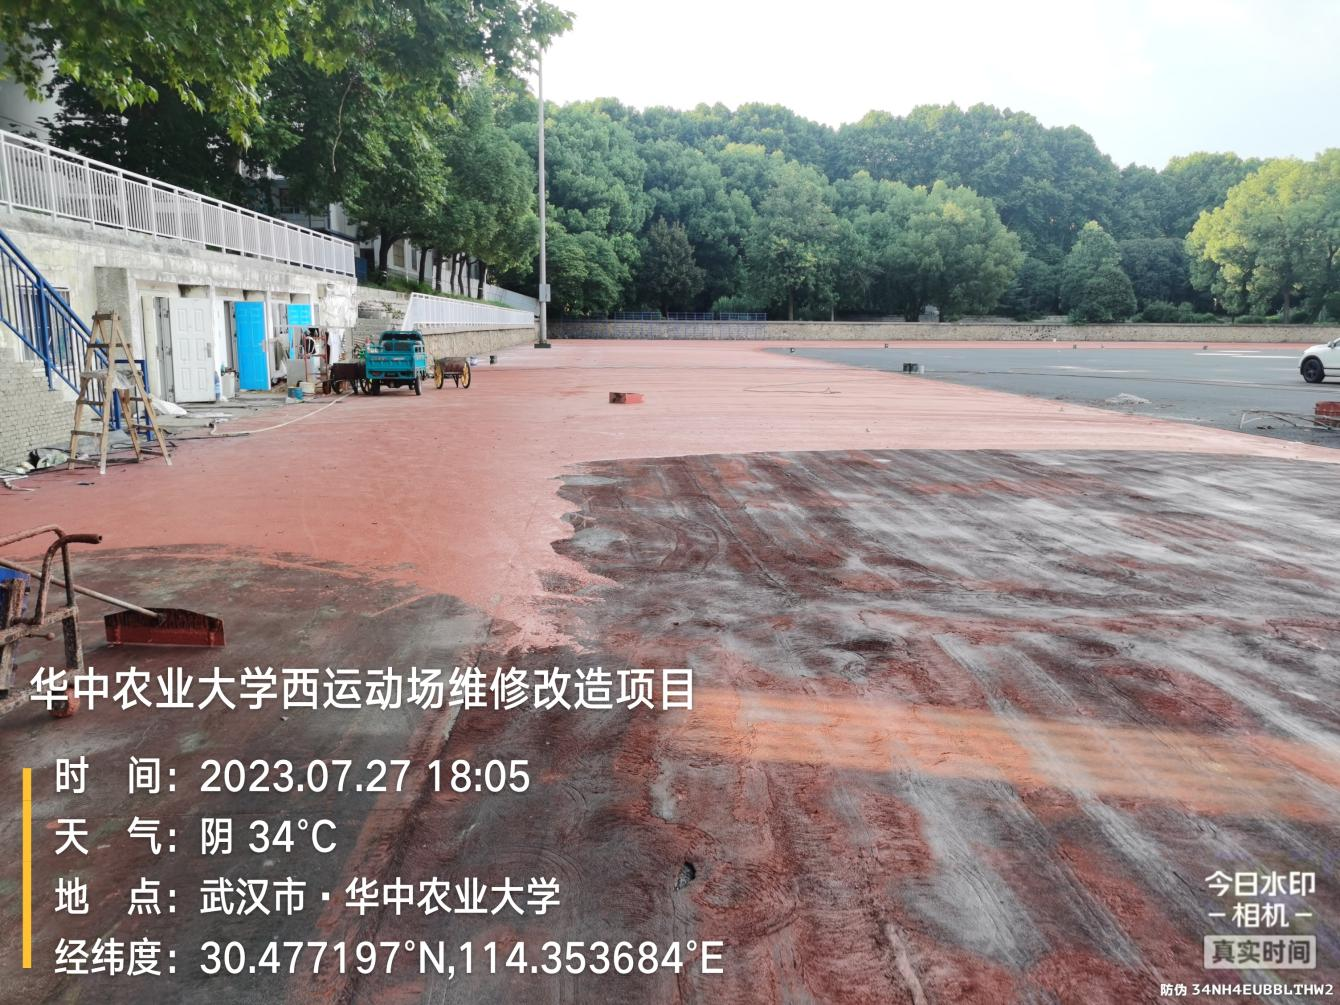 华中农业大学西运动场维修改造项目
时 间：2023.07.27 18:05
天 气：阴 34°C
地 点：武汉市·华中农业大学
经纬度：30.477197°N,114.353684°E
今日水印
-相机-
真实时间
防伪 34NH4EUBBLTHW2